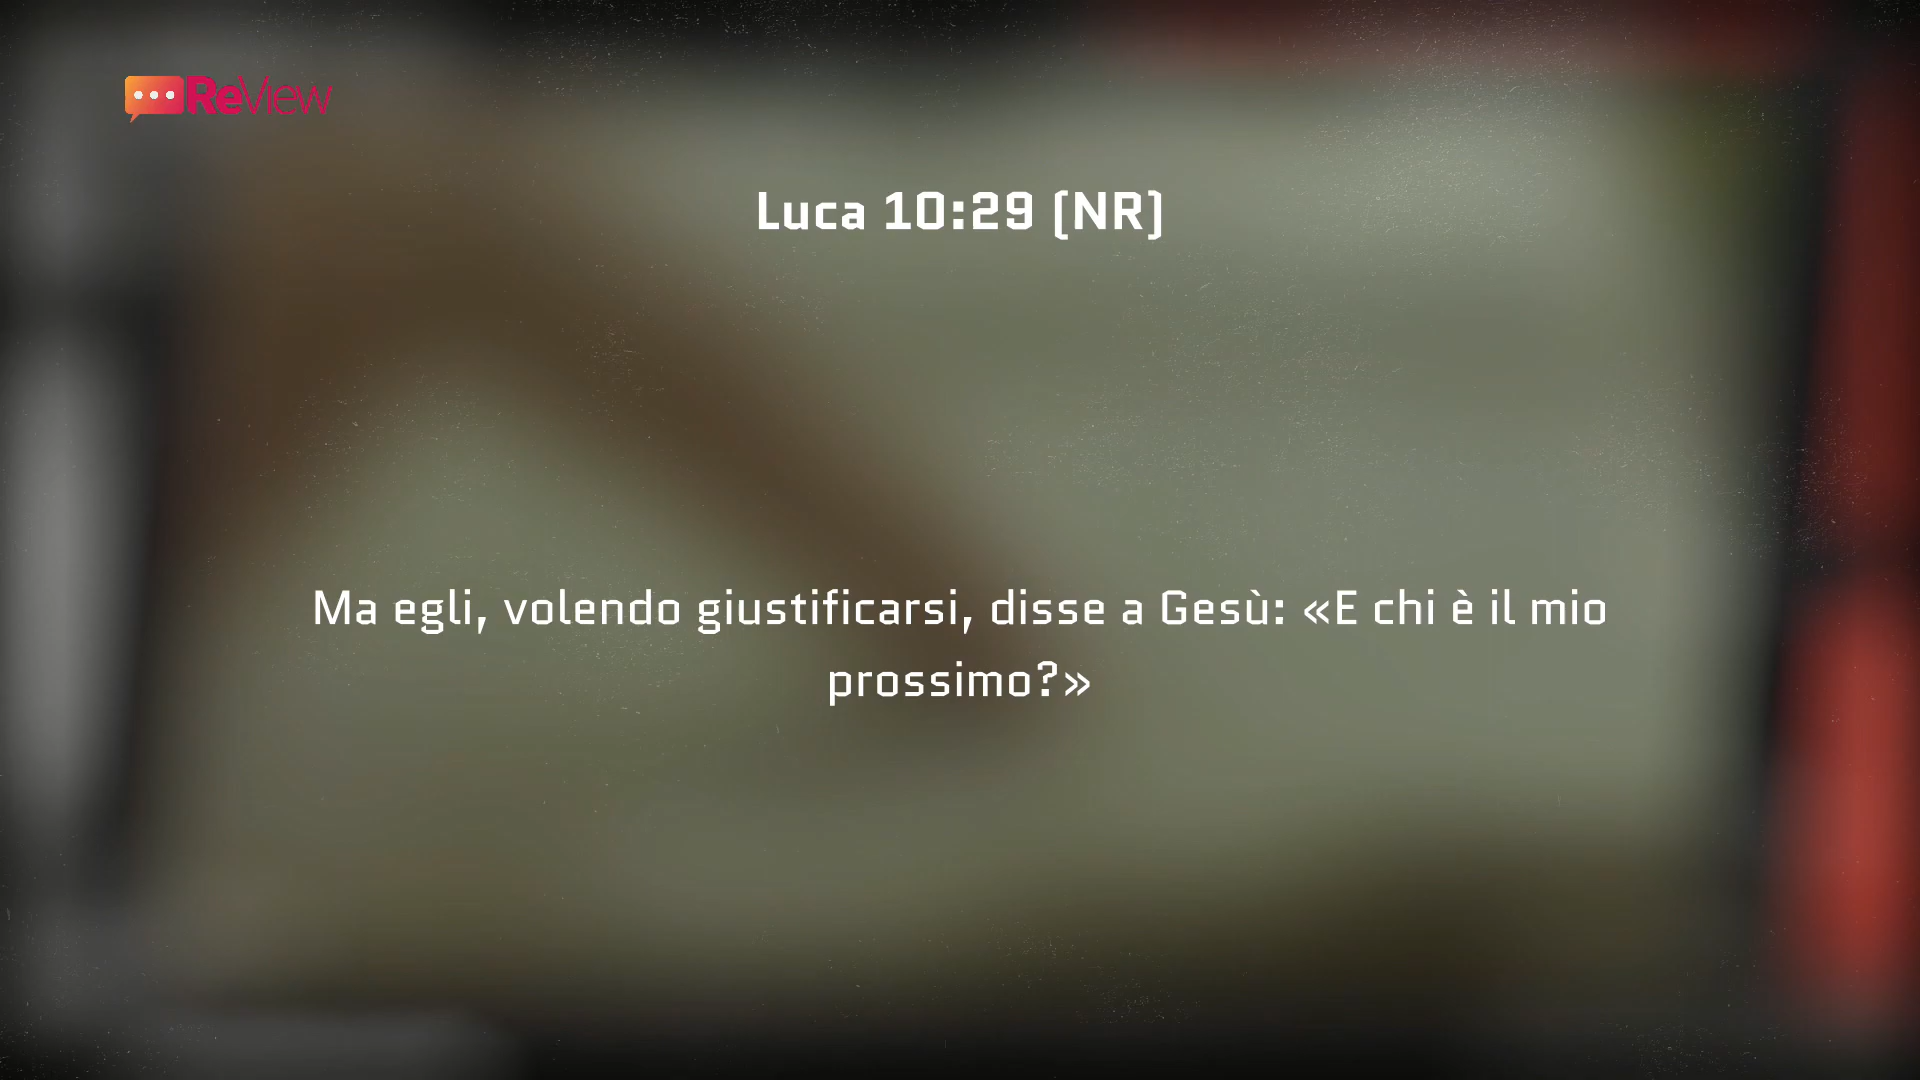 ReView
Luca 10:29 (NR)
Ma egli, volendo giustificarsi, disse a Gesù: «E chi è il mio
prossimo?»